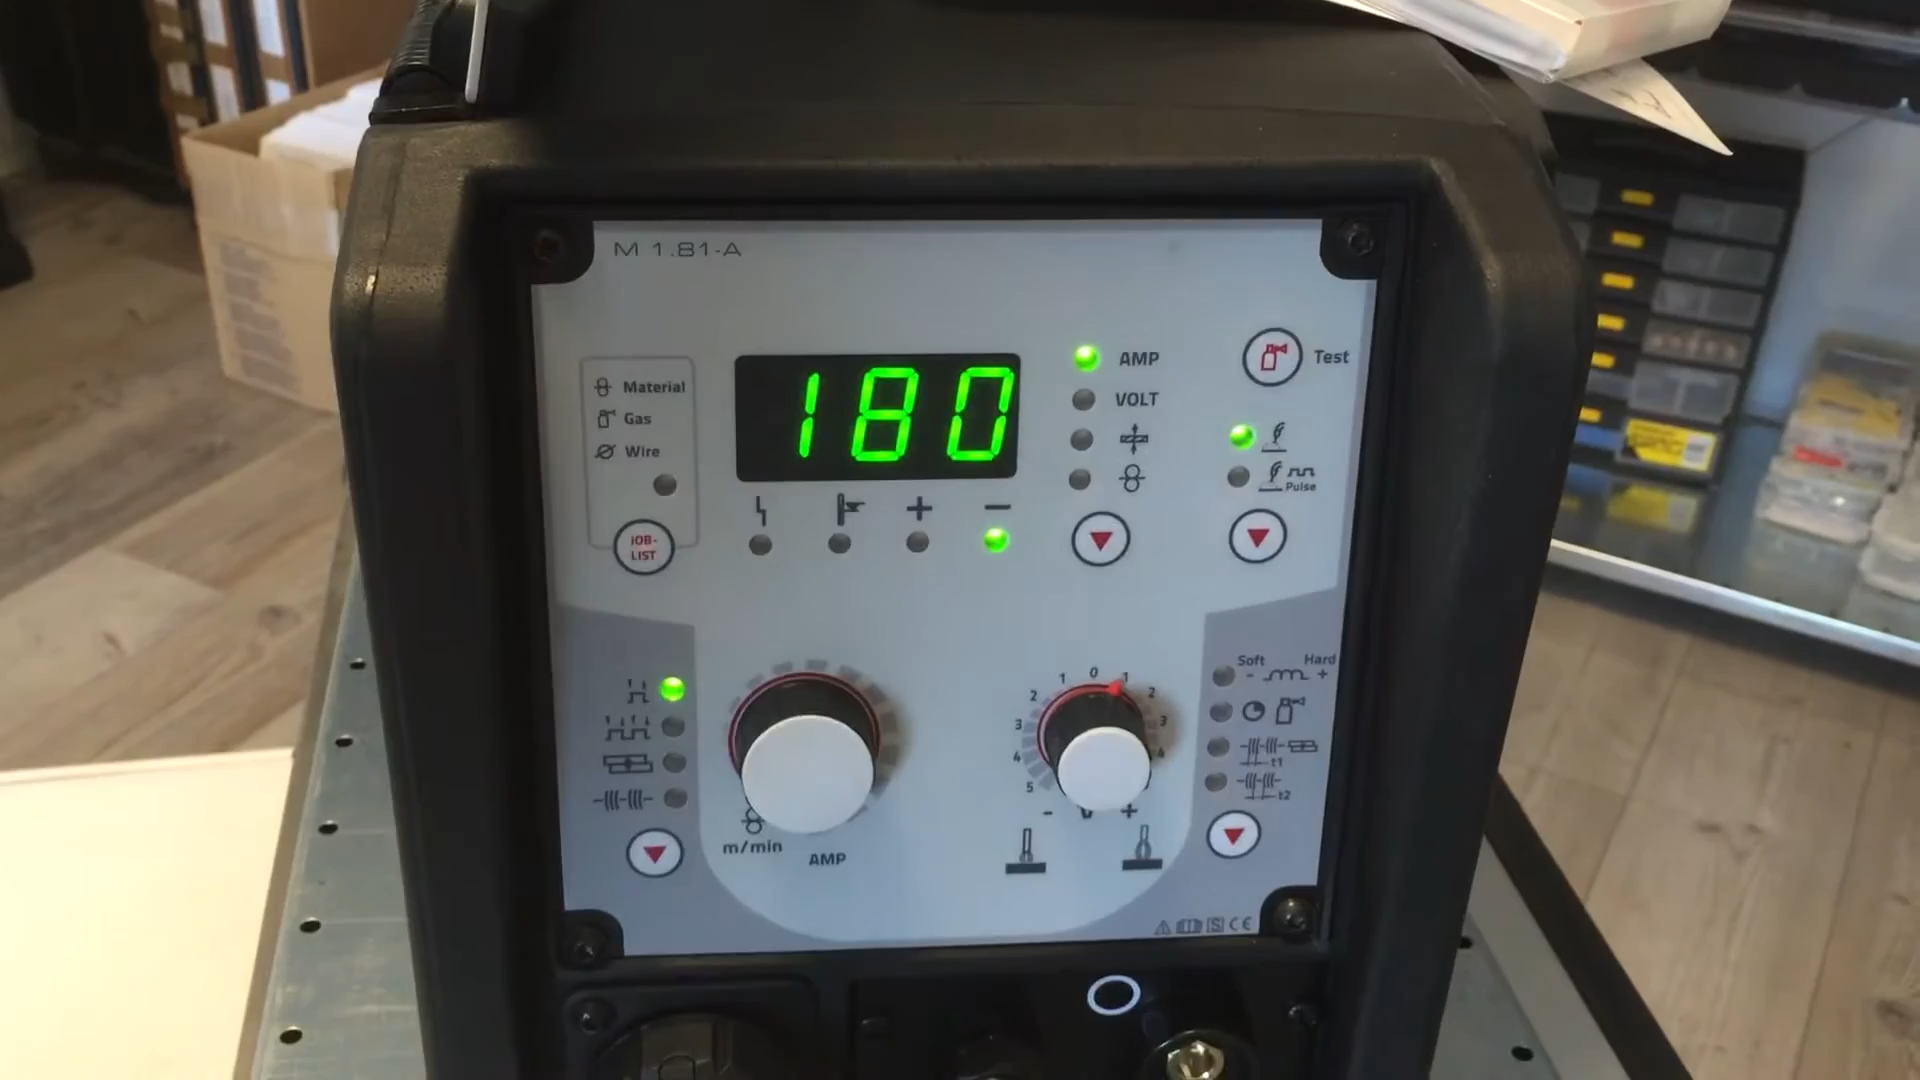 M 1.81-A
Material
Gas
Wire
JOB-
LIST
180
+
−
AMP
VOLT
Test
Pulse
m/min
AMP
5 4 3 2 1 0 1 2 3 4
- V +
Soft Hard
- +
t1
t2
S CE